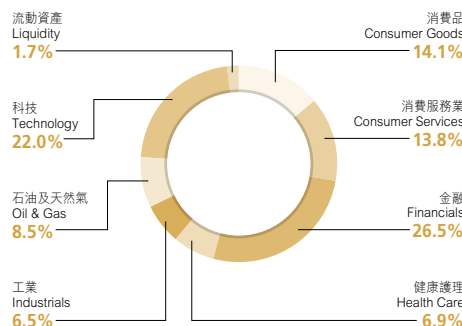 流動資產
Liquidity
1.7%
科技
Technology
22.0%
石油及天然氣
Oil & Gas
8.5%
工業
Industrials
6.5%
消費品
Consumer Goods
14.1%
消費服務業
Consumer Services
13.8%
金融
Financials
26.5%
健康護理
Health Care
6.9%